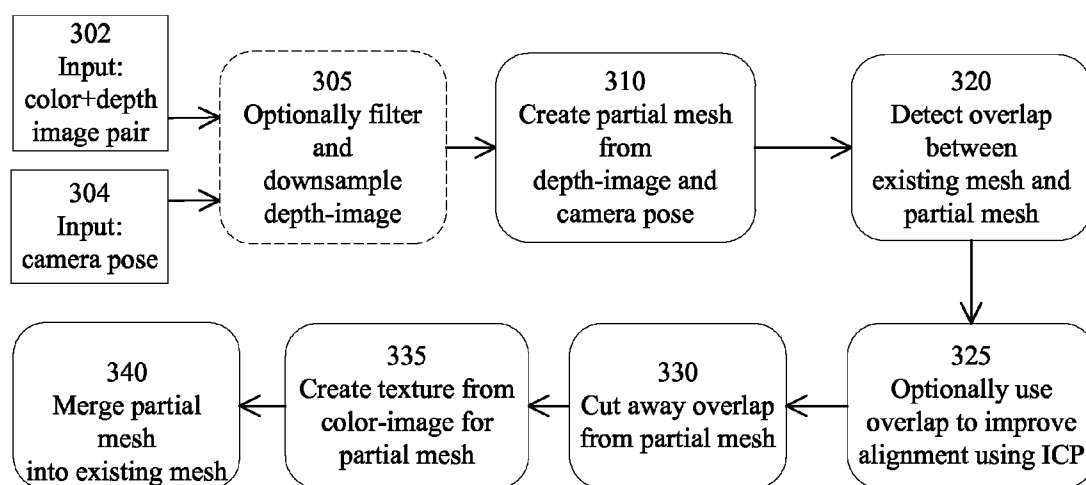 302
Input:
color+depth
image pair
304
Input:
camera pose
305
Optionally filter
and
downsample
depth-image
310
Create partial mesh
from
depth-image and
camera pose
320
Detect overlap
between
existing mesh and
partial mesh
325
Optionally use
overlap to improve
alignment using ICP
330
Cut away overlap
from partial mesh
335
Create texture from
color-image for
partial mesh
340
Merge partial
mesh
into existing mesh